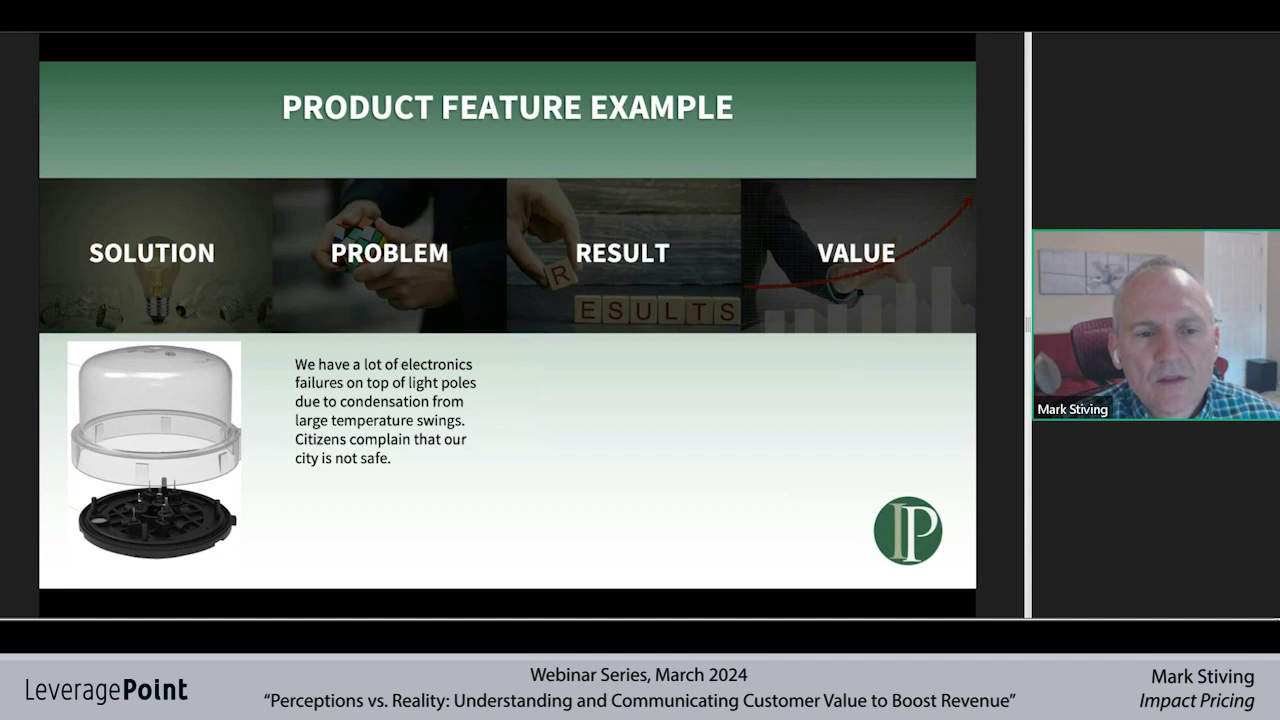 PRODUCT FEATURE EXAMPLE
SOLUTION
PROBLEM
RESULT
VALUE
R
ESULTS
We have a lot of electronics
failures on top of light poles
due to condensation from
large temperature swings.
Citizens complain that our
city is not safe.
IP
Mark Stiving
LeveragePoint
Webinar Series, March 2024
“Perceptions vs. Reality: Understanding and Communicating Customer Value to Boost Revenue”
Mark Stiving
Impact Pricing